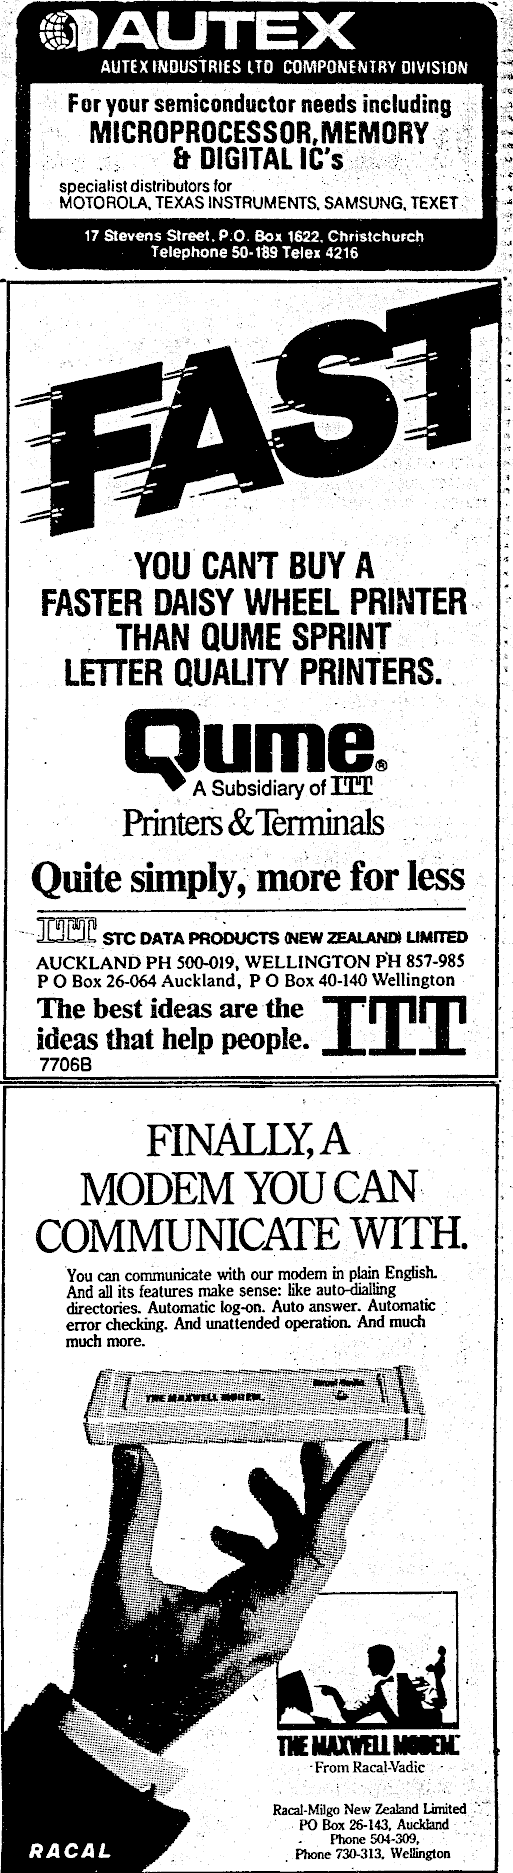 AUTEX
AUTEX INDUSTRIES LTD COMPONENTRY DIVISION
For your semiconductor needs including
MICROPROCESSOR, MEMORY
& DIGITAL IC's
specialist distributors for
MOTOROLA, TEXAS INSTRUMENTS, SAMSUNG, TEXET
17 Stevens Street, P.O. Box 1622, Christchurch
Telephone 50-189 Telex 4216
FAST
YOU CAN'T BUY A
FASTER DAISY WHEEL PRINTER
THAN QUME SPRINT
LETTER QUALITY PRINTERS.
Qume®
A Subsidiary of ITT
Printers & Terminals
Quite simply, more for less
ITT STC DATA PRODUCTS (NEW ZEALAND) LIMITED
AUCKLAND PH 500-019, WELLINGTON PH 857-985
P O Box 26-064 Auckland, P O Box 40-140 Wellington
The best ideas are the
ideas that help people. ITT
7706B
FINALLY, A
MODEM YOU CAN
COMMUNICATE WITH.
You can communicate with our modem in plain English.
And all its features make sense: like auto-dialling
directories. Automatic log-on. Auto answer. Automatic
error checking. And unattended operation. And much
much more.
THE MAXWELL MODEM.
THE MAXWELL MODEM.
From Racal-Vadic
Racal-Milgo New Zealand Limited
PO Box 26-143, Auckland
Phone 504-309,
Phone 730-313, Wellington
RACAL